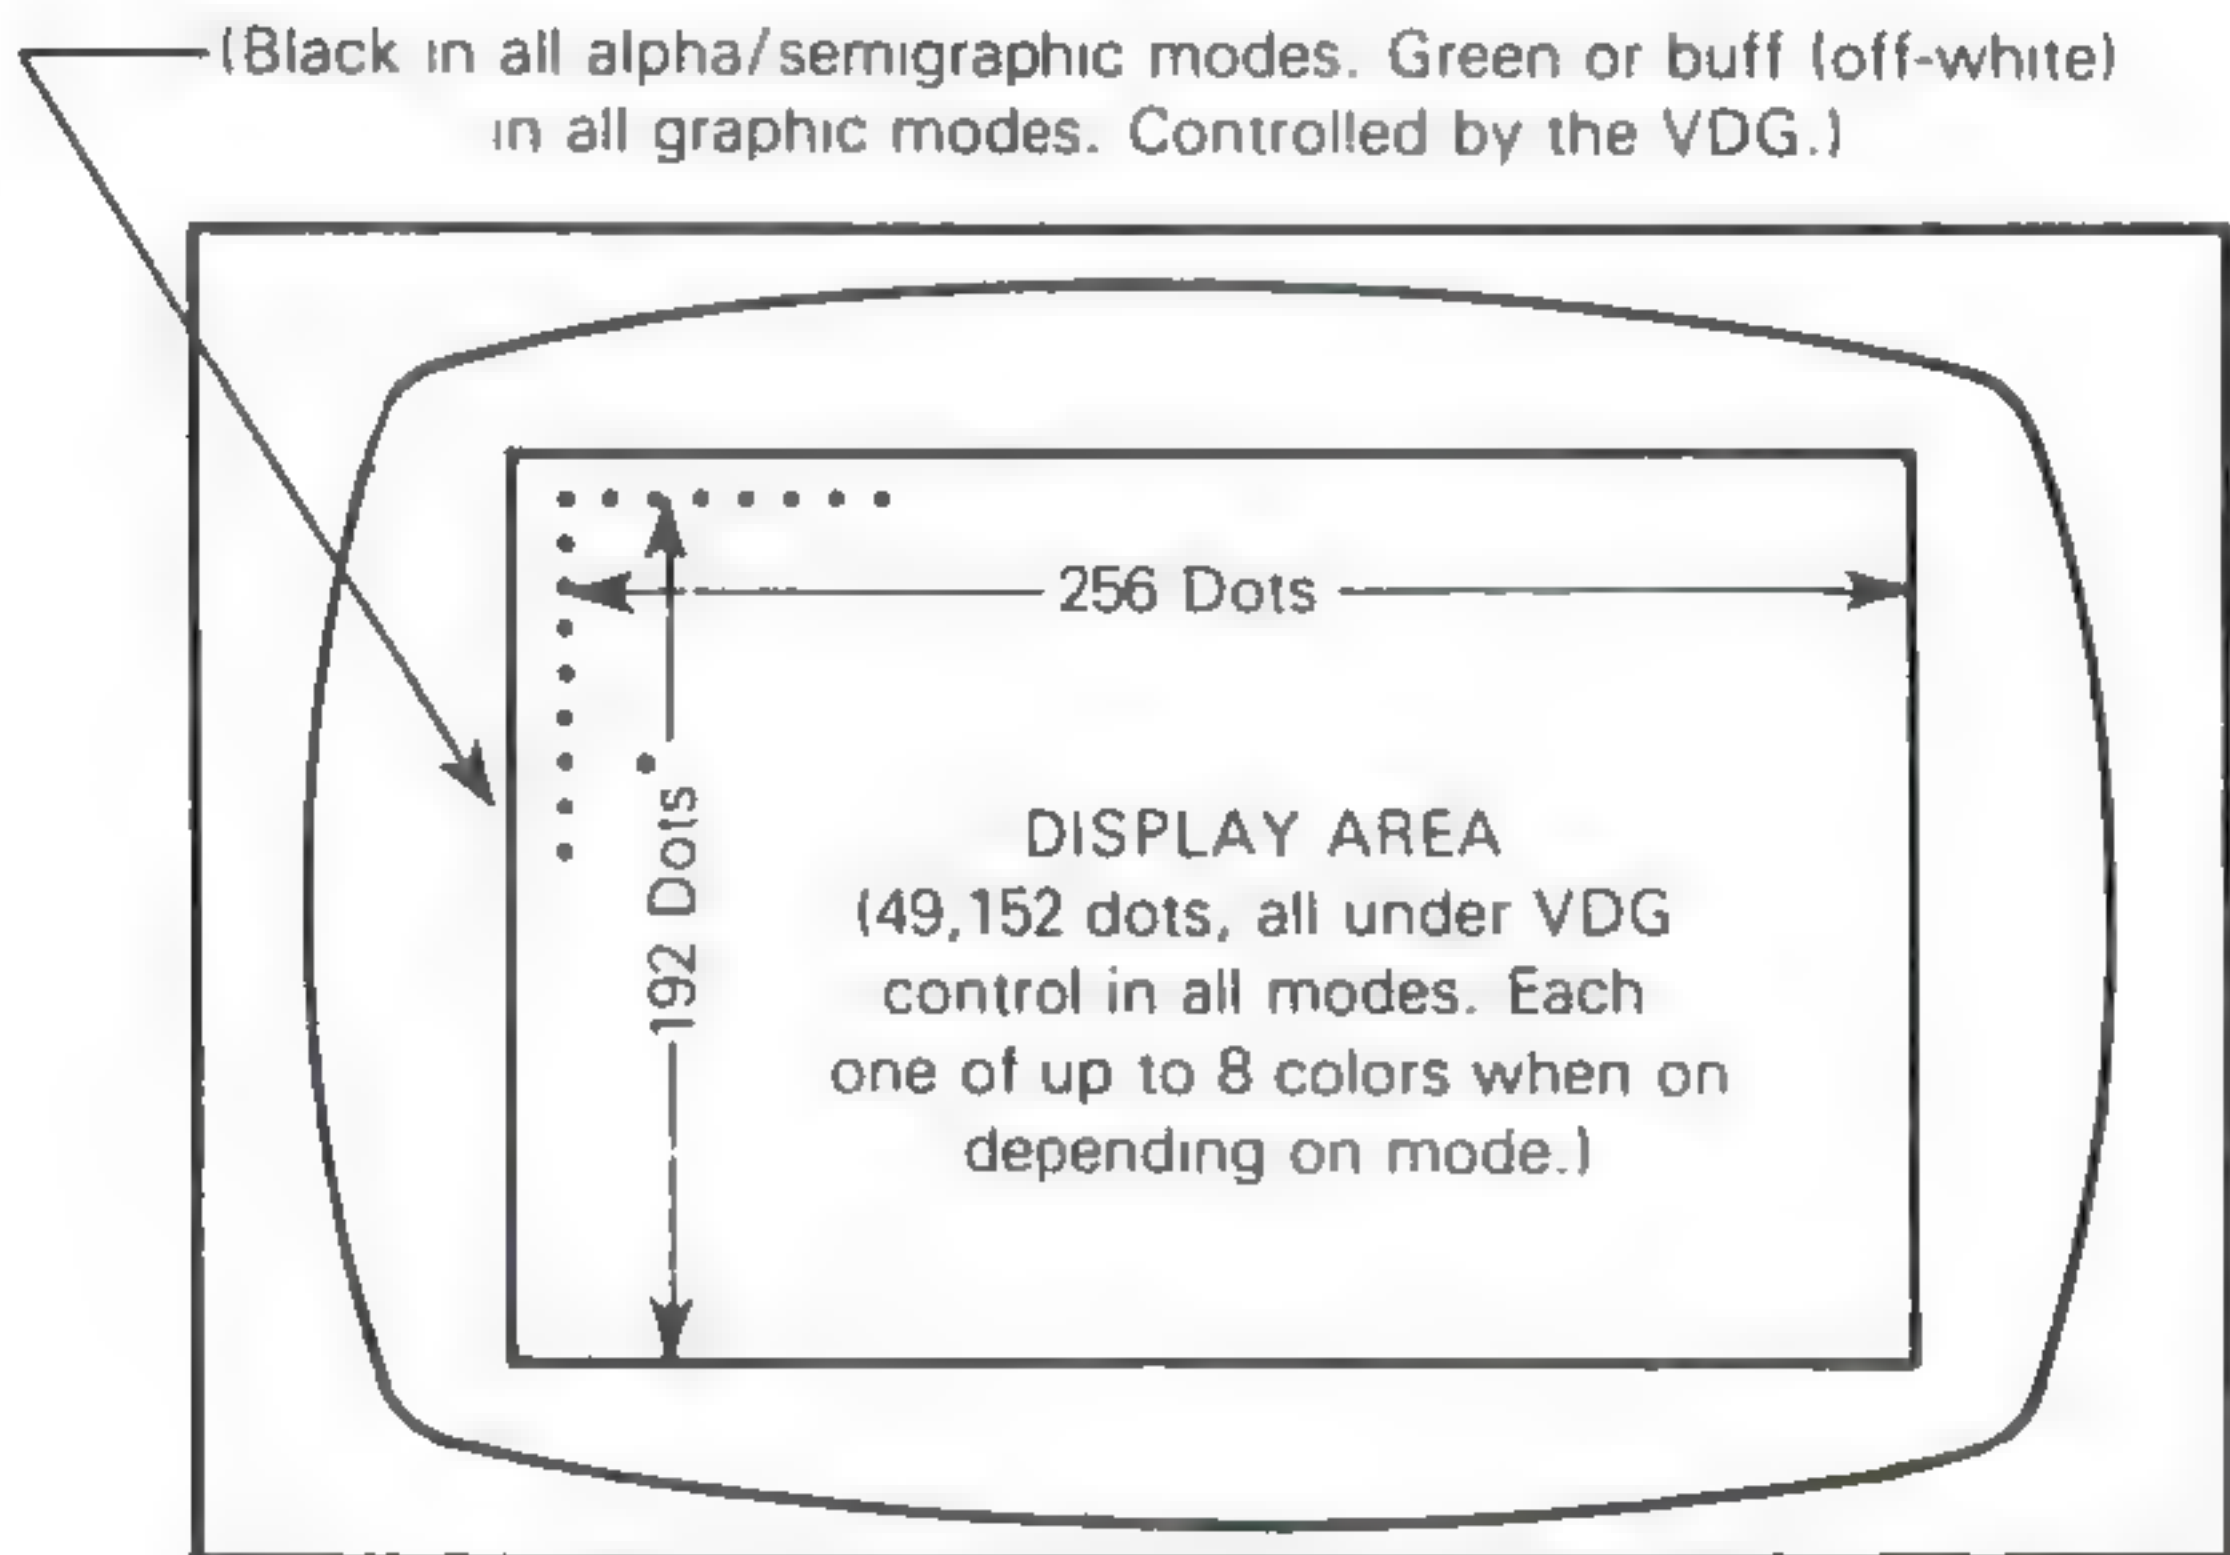 (Black in all alpha/semigraphic modes. Green or buff (off-white)
in all graphic modes. Controlled by the VDG.)
256 Dots
192 Dots
DISPLAY AREA
(49,152 dots, all under VDG
control in all modes. Each
one of up to 8 colors when on
depending on mode.)